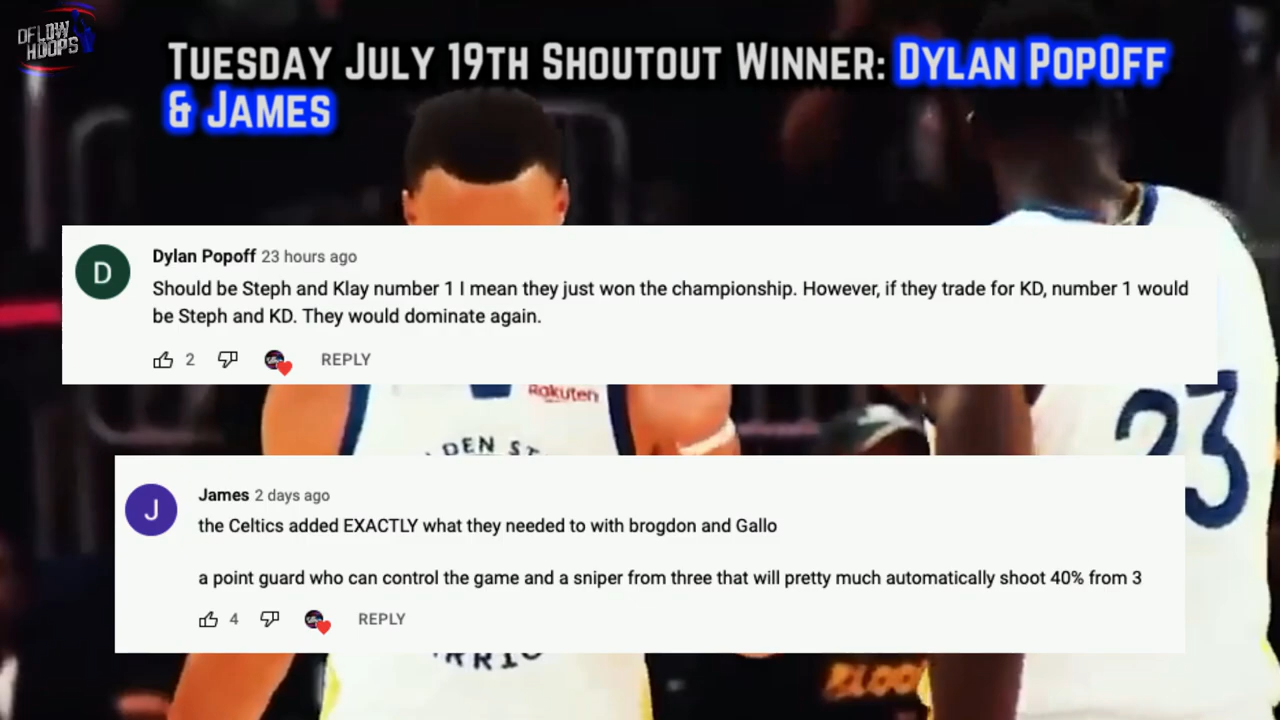 DFLOW
HOOPS
Tuesday July 19th Shoutout Winner: Dylan PopOff
& James
D
Dylan Popoff 23 hours ago
Should be Steph and Klay number 1 I mean they just won the championship. However, if they trade for KD, number 1 would
be Steph and KD. They would dominate again.
2 REPLY
Rakuten
DEN ST
23
J
James 2 days ago
the Celtics added EXACTLY what they needed to with brogdon and Gallo
a point guard who can control the game and a sniper from three that will pretty much automatically shoot 40% from 3
4 REPLY
BLOO